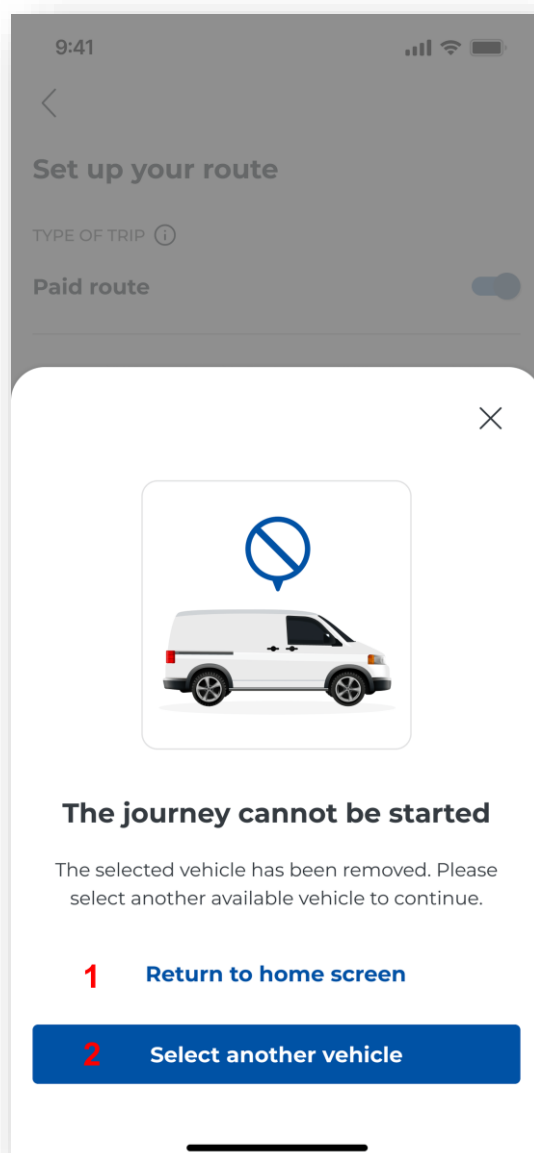 9:41
Set up your route
TYPE OF TRIP
Paid route
The journey cannot be started
The selected vehicle has been removed. Please
select another available vehicle to continue.
1 Return to home screen
2 Select another vehicle